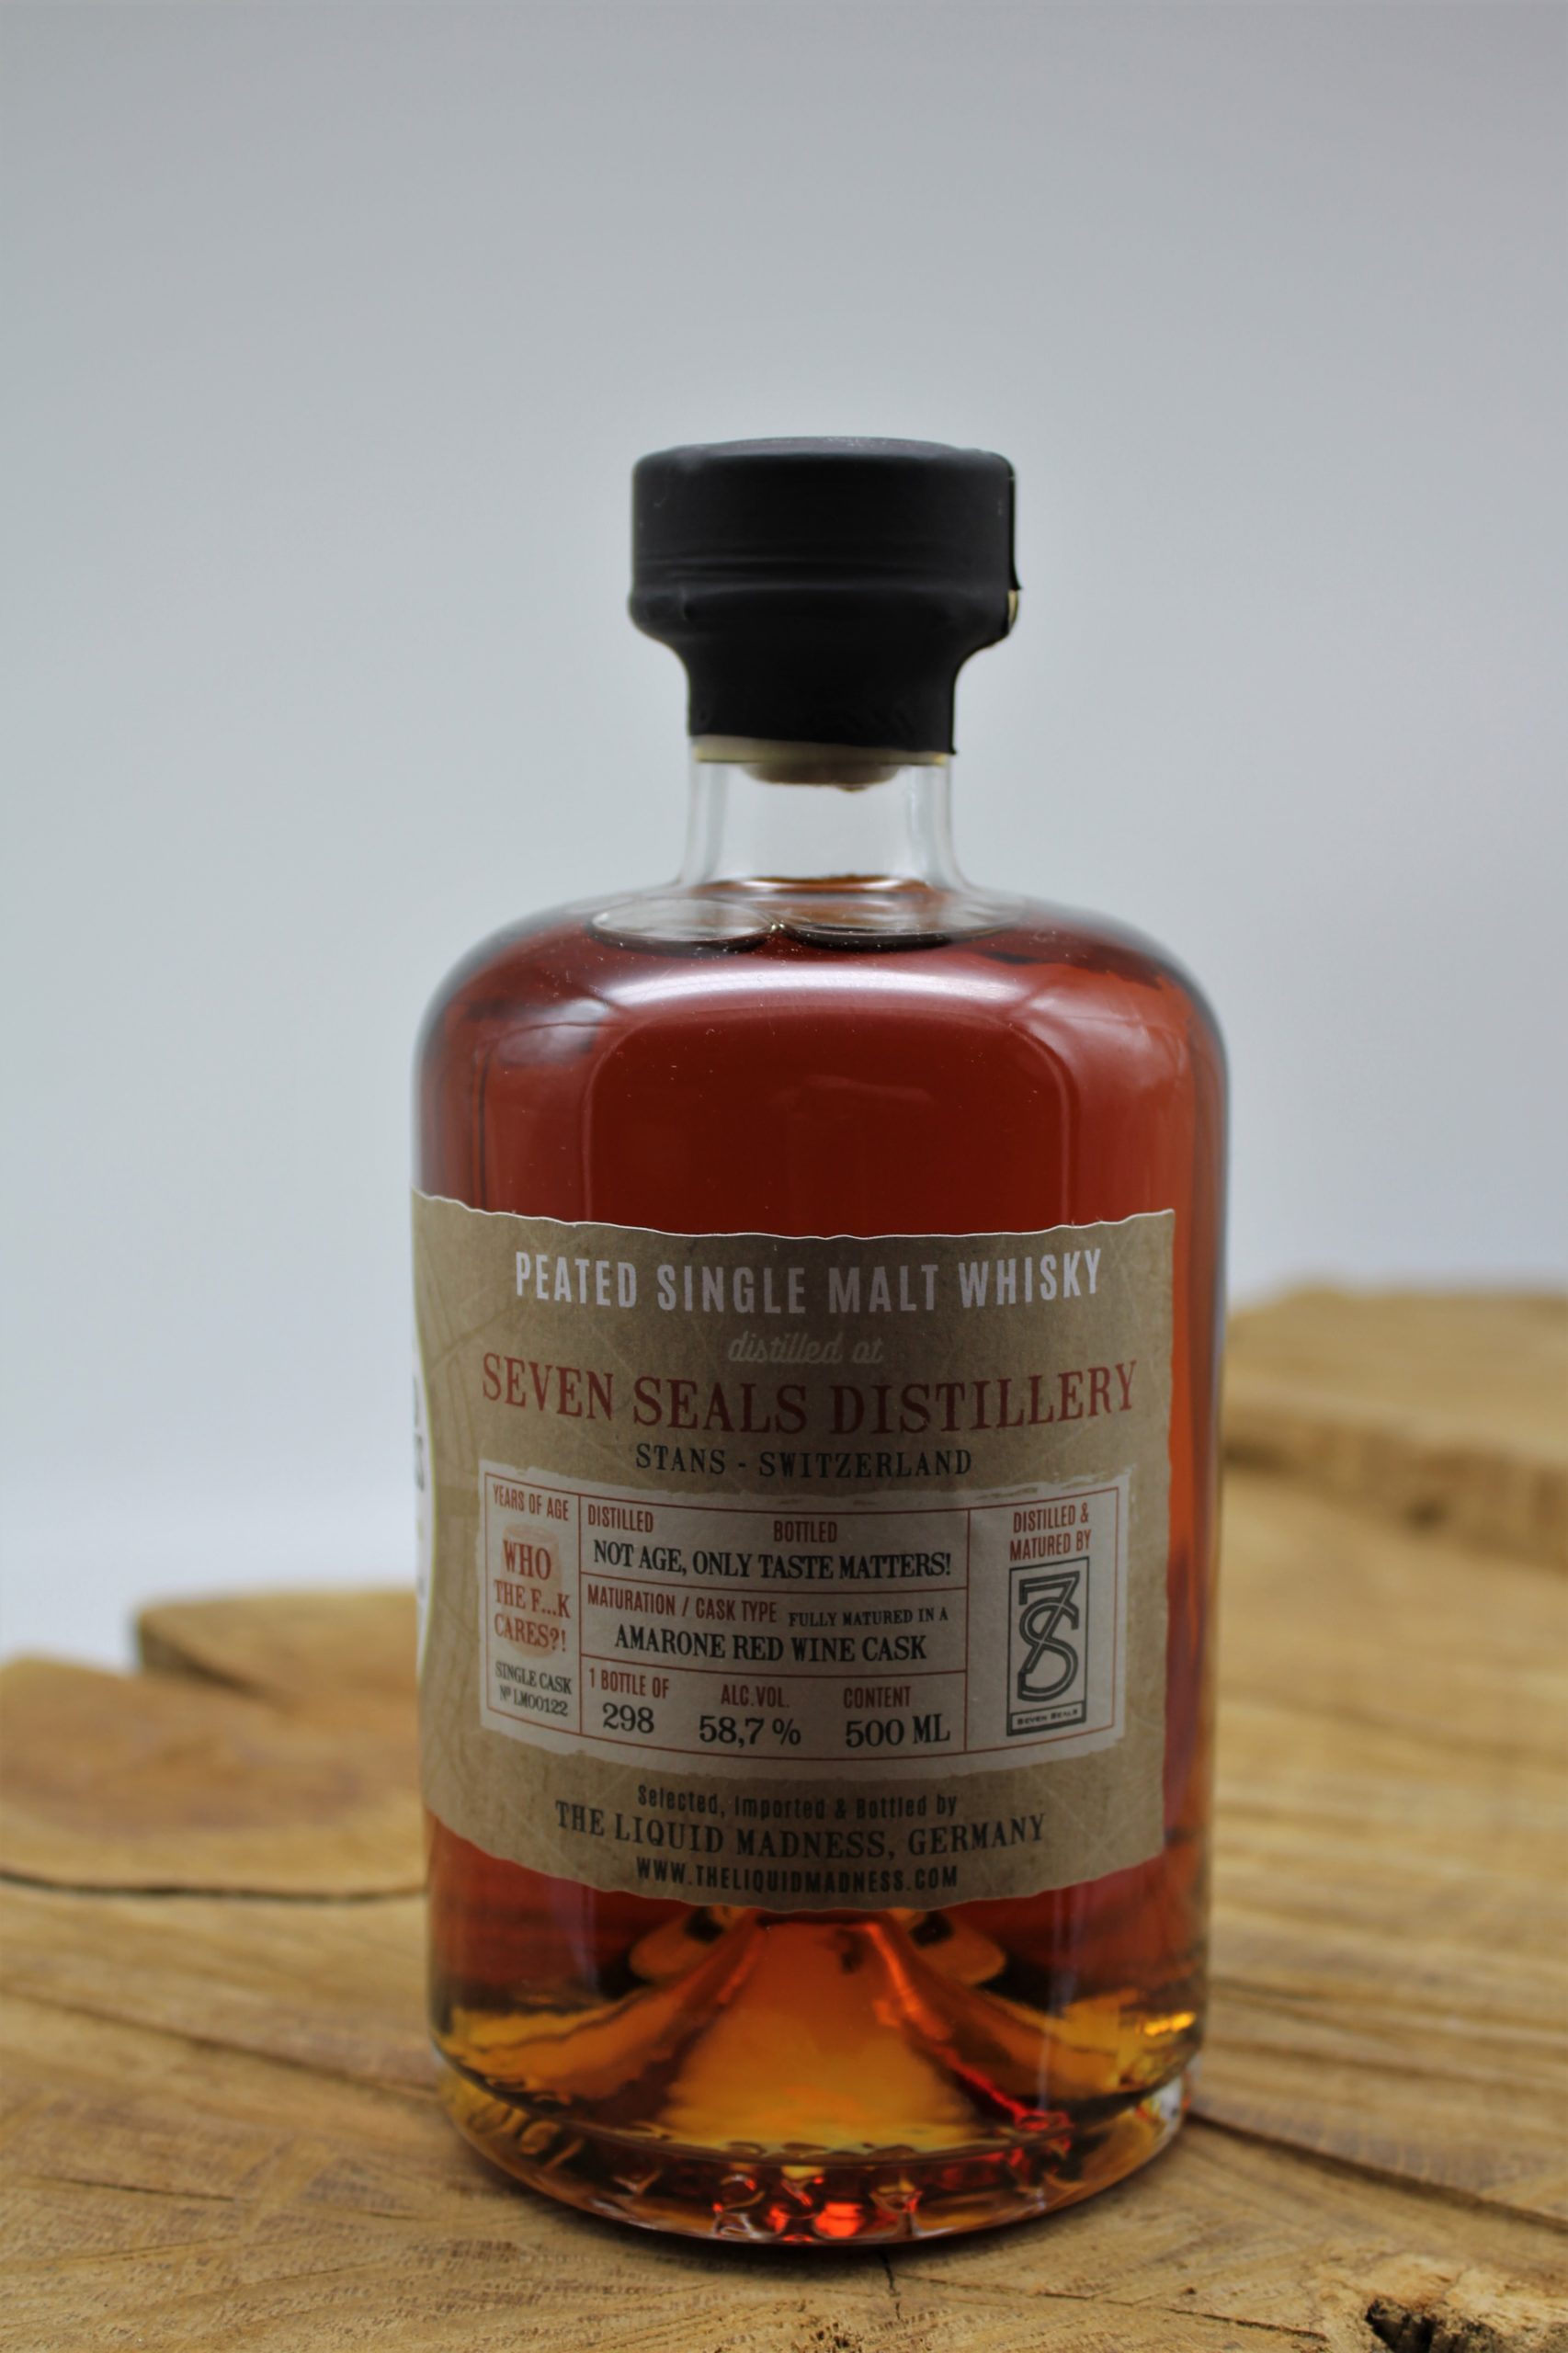 PEATED SINGLE MALT WHISKY
distilled at
SEVEN SEALS DISTILLERY
STANS - SWITZERLAND
YEARS OF AGE
WHO
THE F...K
CARES?!
SINGLE CASK
Nº LM00122
DISTILLED BOTTLED
NOT AGE, ONLY TASTE MATTERS!
MATURATION / CASK TYPE FULLY MATURED IN A
AMARONE RED WINE CASK
1 BOTTLE OF ALC.VOL. CONTENT
298 58,7 % 500 ML
DISTILLED &
MATURED BY
7S
SEVEN SEALS
Selected, Imported & Bottled by
THE LIQUID MADNESS, GERMANY
WWW.THELIQUIDMADNESS.COM